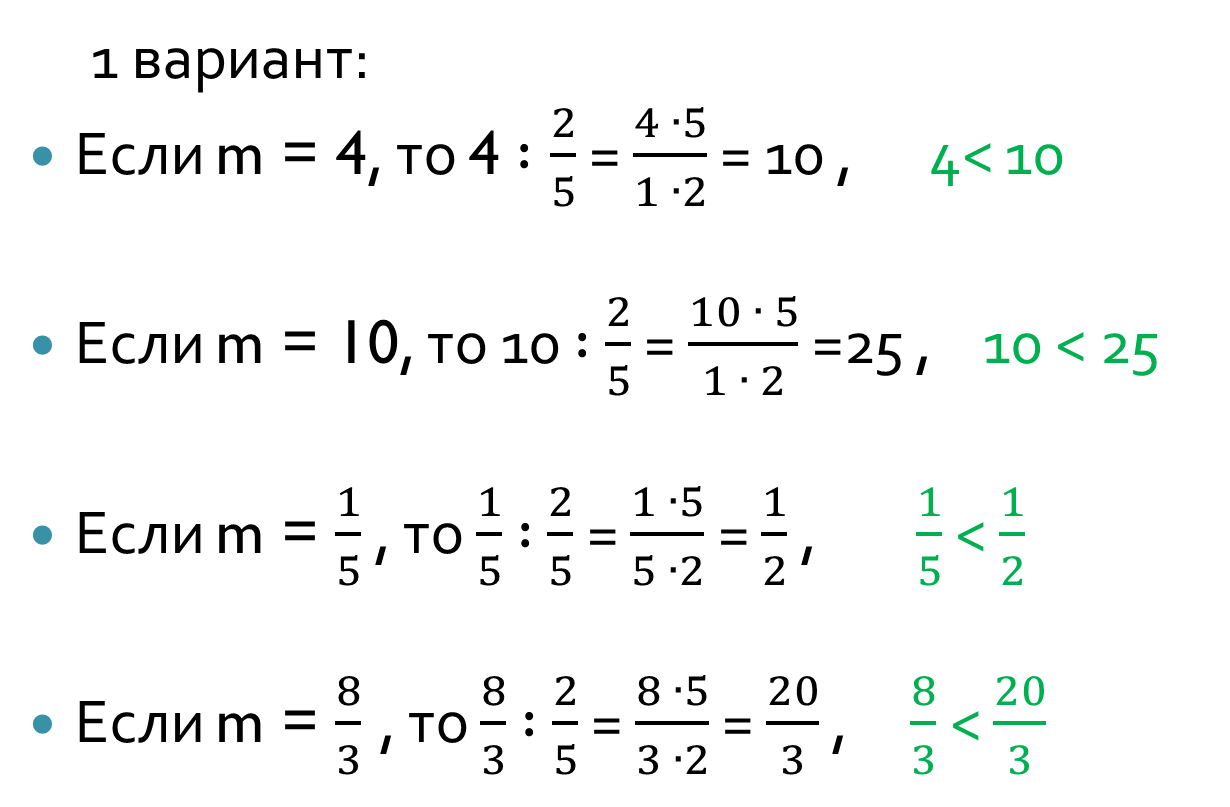 1 вариант:
• Если m = 4, то 4 : 2/5 = (4 ·5)/(1 ·2) = 10 , 4< 10
• Если m = 10, то 10 : 2/5 = (10 · 5)/(1 · 2) =25 , 10 < 25
• Если m = 1/5 , то 1/5 : 2/5 = (1 ·5)/(5 ·2) = 1/2 , 1/5 < 1/2
• Если m = 8/3 , то 8/3 : 2/5 = (8 ·5)/(3 ·2) = 20/3 , 8/3 < 20/3